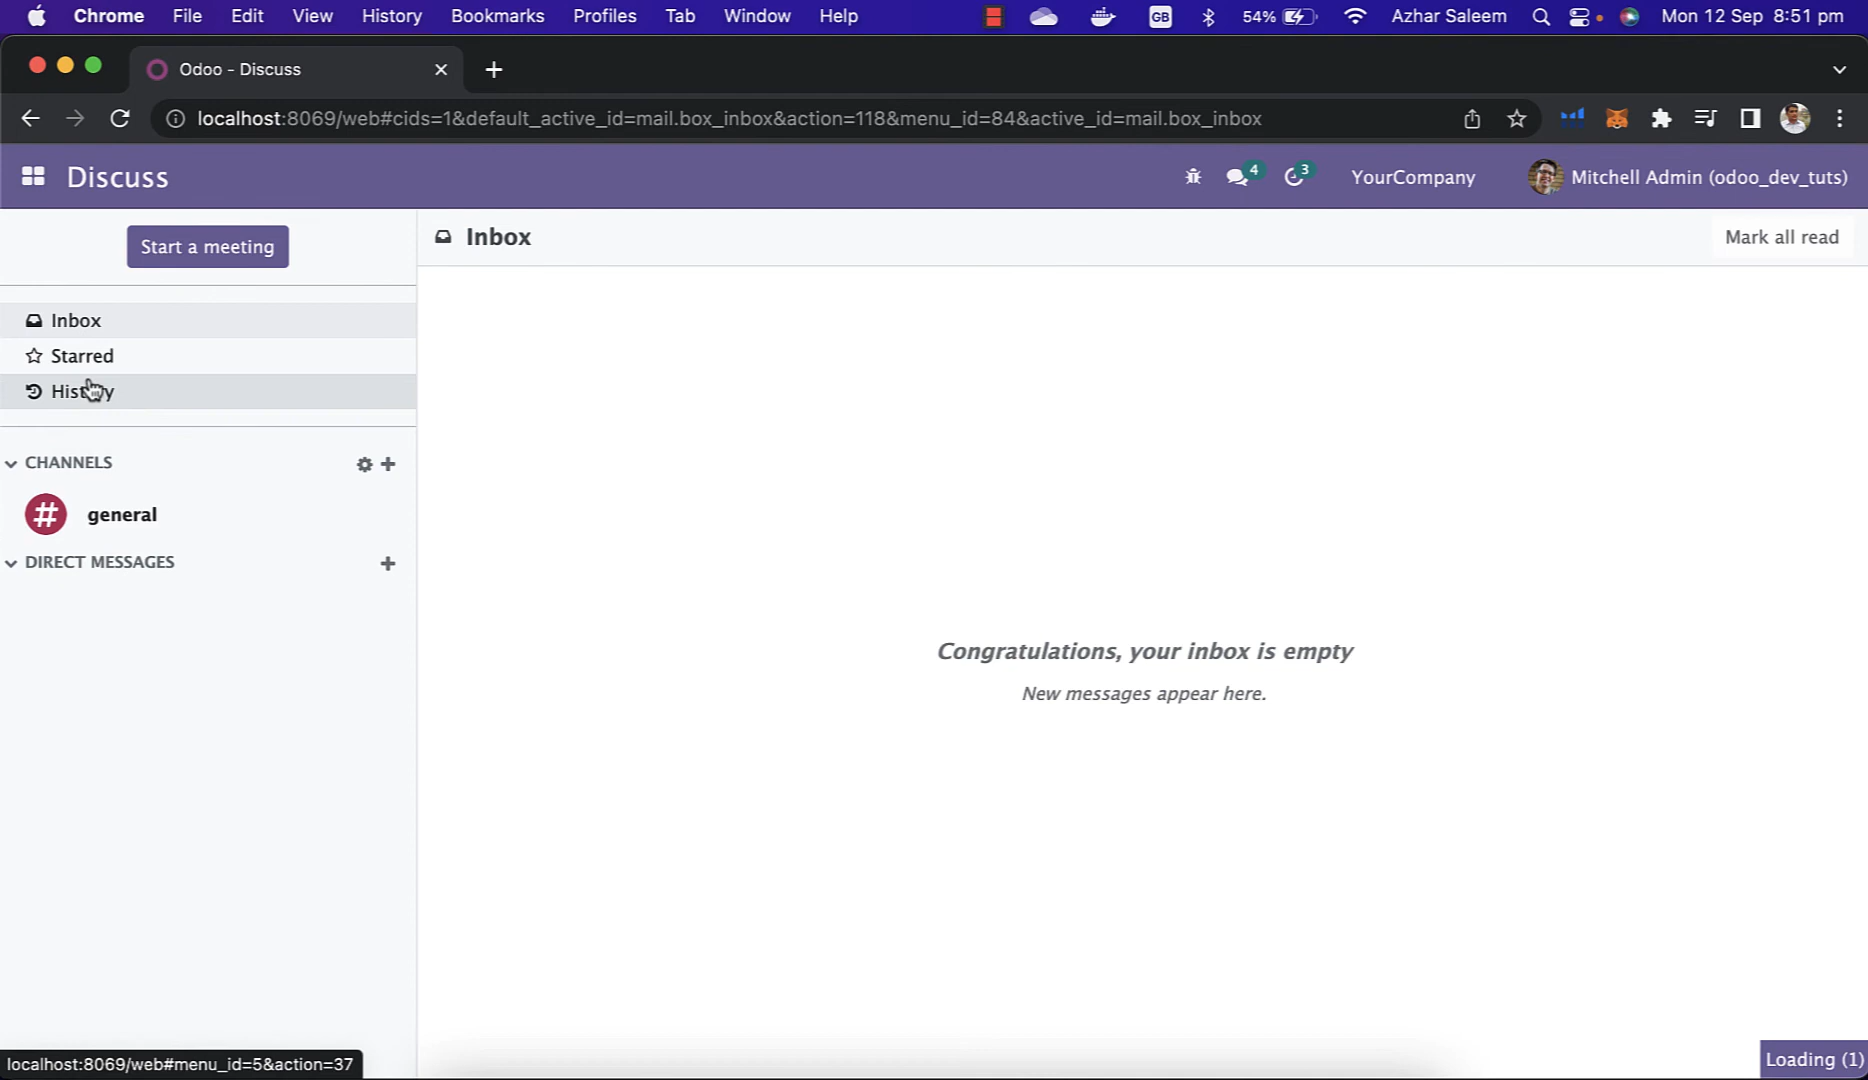 Chrome File Edit View History Bookmarks Profiles Tab Window Help GB 54% Azhar Saleem Mon 12 Sep 8:51 pm
Odoo - Discuss
localhost:8069/web#cids=1&default_active_id=mail.box_inbox&action=118&menu_id=84&active_id=mail.box_inbox
Discuss 4 3 YourCompany Mitchell Admin (odoo_dev_tuts)
Start a meeting
Inbox
Mark all read
Inbox
Starred
History
CHANNELS
general
DIRECT MESSAGES
Congratulations, your inbox is empty
New messages appear here.
localhost:8069/web#menu_id=5&action=37
Loading (1)